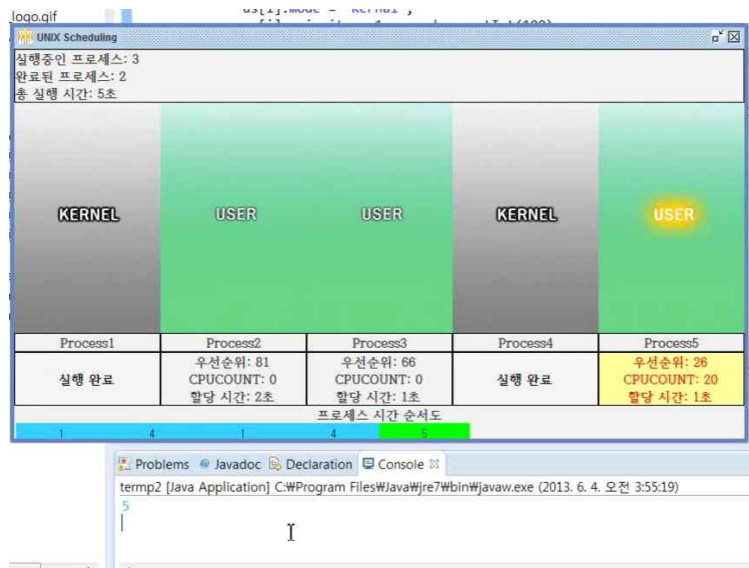 logo.gif
UNIX Scheduling
실행중인 프로세스: 3
완료된 프로세스: 2
총 실행 시간: 5초
KERNEL USER USER KERNEL USER
Process1 Process2 Process3 Process4 Process5
실행 완료
우선순위: 81
CPUCOUNT: 0
할당 시간: 2초
우선순위: 66
CPUCOUNT: 0
할당 시간: 1초
실행 완료
우선순위: 26
CPUCOUNT: 20
할당 시간: 1초
프로세스 시간 순서도
1 4 1 4 5
Problems @ Javadoc Declaration Console
termp2 [Java Application] C:₩Program Files₩Java₩jre7₩bin₩javaw.exe (2013. 6. 4. 오전 3:55:19)
5